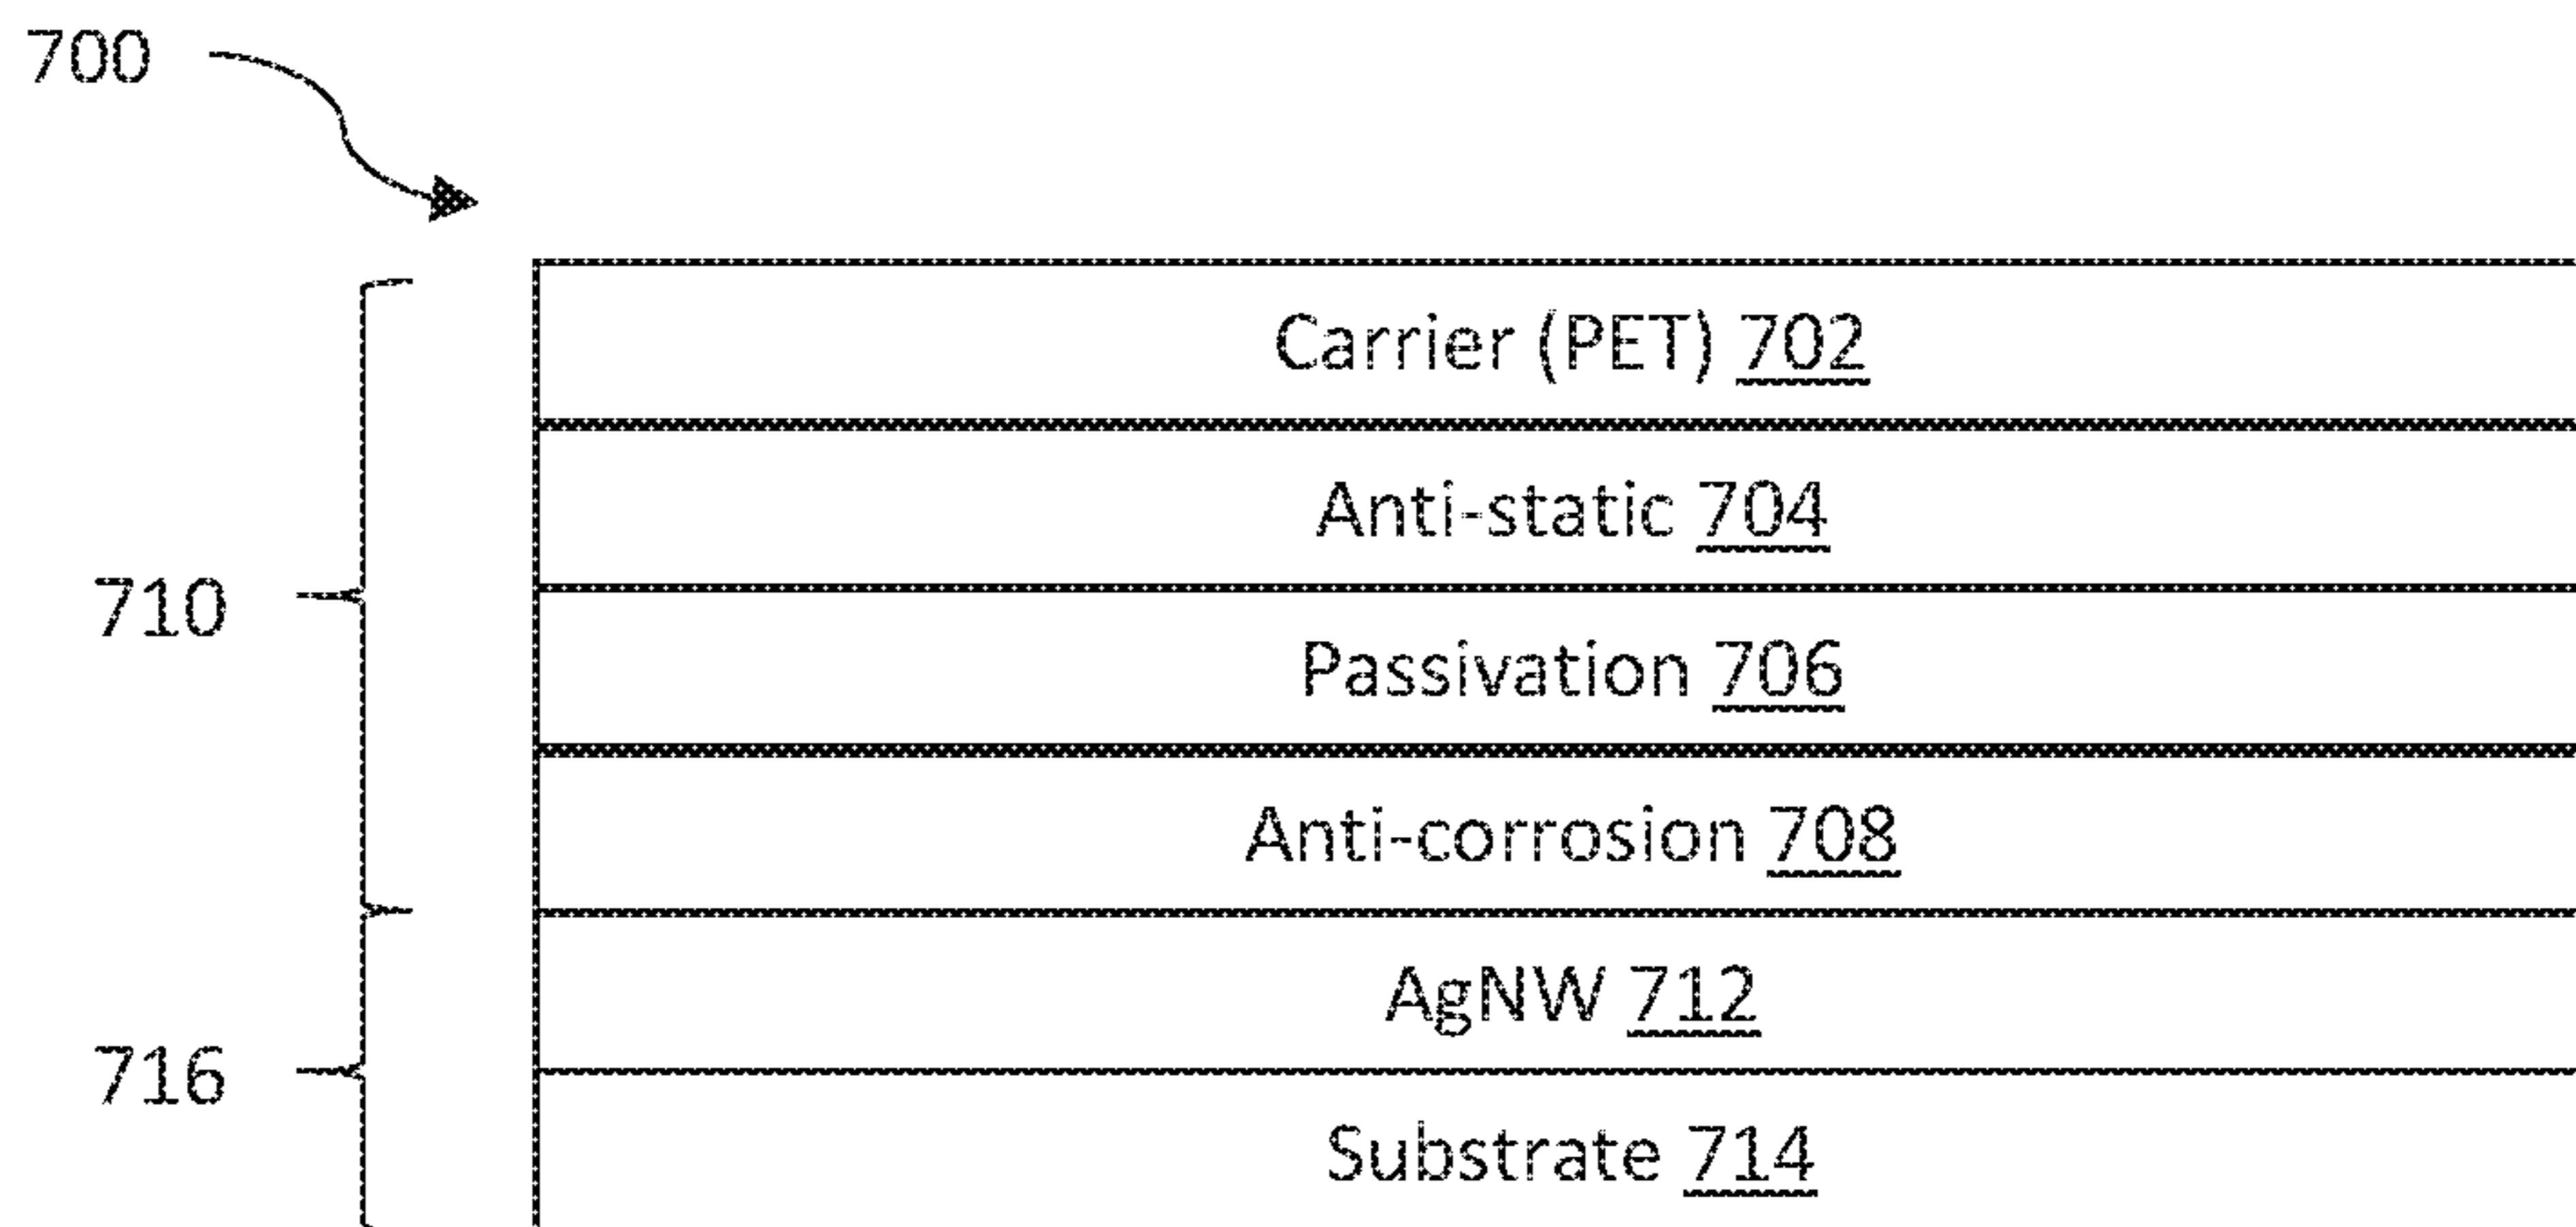 700
Carrier (PET) 702
Anti-static 704
710
Passivation 706
Anti-corrosion 708
AgNW 712
716
Substrate 714